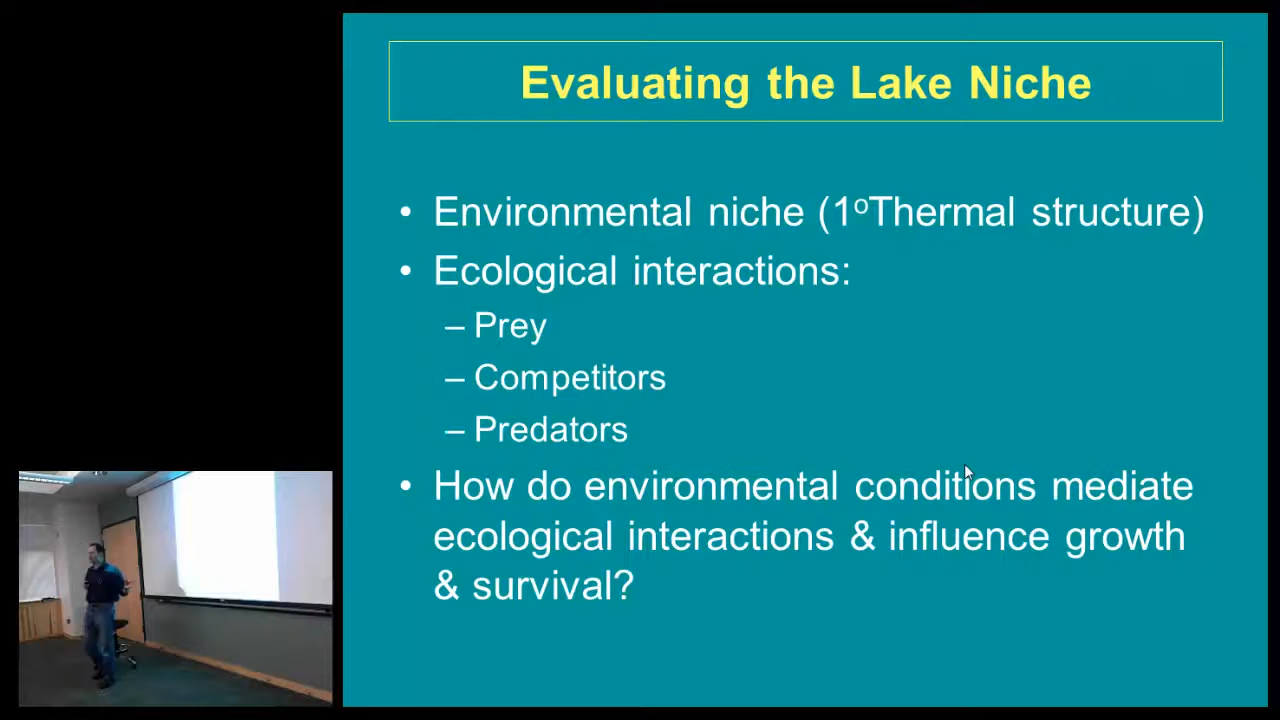 Evaluating the Lake Niche
• Environmental niche (1ºThermal structure)
• Ecological interactions:
– Prey
– Competitors
– Predators
• How do environmental conditions mediate
ecological interactions & influence growth
& survival?